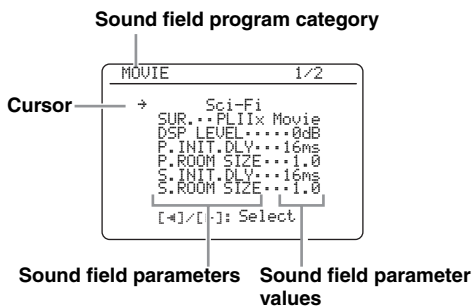 Sound field program category
MOVIE 1/2
Cursor
→ Sci-Fi
SUR.··PLIIx Movie
DSP LEVEL·····0dB
P.INIT.DLY···16ms
P.ROOM SIZE···1.0
S.INIT.DLY···16ms
S.ROOM SIZE···1.0
[◄]/[►]: Select
Sound field parameters
Sound field parameter
values